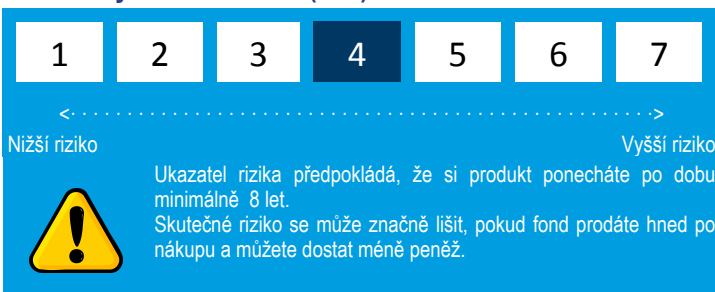 1 2 3 4 5 6 7
<· · · · · · · · · · · · · · · · · · · · · · · · · · · · · · · · · · · · · · · · · · · · · · · · · · · · ·>
Nižší riziko Vyšší riziko
Ukazatel rizika předpokládá, že si produkt ponecháte po dobu
minimálně 8 let.
Skutečné riziko se může značně lišit, pokud fond prodáte hned po
nákupu a můžete dostat méně peněž.